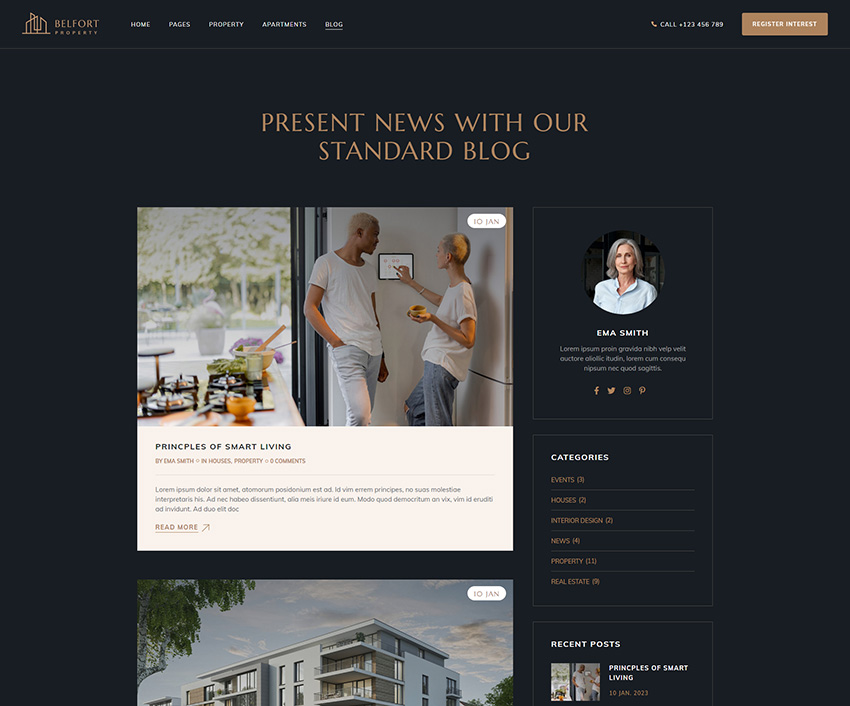 BELFORT
PROPERTY
HOME
PAGES
PROPERTY
APARTMENTS
BLOG
CALL +123 456 789
REGISTER INTEREST
PRESENT NEWS WITH OUR
STANDARD BLOG
10 JAN
PRINCPLES OF SMART LIVING
BY EMA SMITH IN HOUSES, PROPERTY 0 COMMENTS
Lorem ipsum dolor sit amet, atomorum posidonium est ad. Id vim errem principes, no suas molestiae
interpretaris his. Ad nec habeo dissentiunt, alia meis iriure id eum. Modo quod democritum an vix, vim id eruditi
ad invidunt. Ad duo elit doc
READ MORE
10 JAN
EMA SMITH
Lorem ipsum proin gravida nibh velp velit
auctore aliollic itudin, lorem cum consequ
nipsum nec quod sagittis.
CATEGORIES
EVENTS (3)
HOUSES (2)
INTERIOR DESIGN (2)
NEWS (4)
PROPERTY (11)
REAL ESTATE (9)
RECENT POSTS
PRINCPLES OF SMART
LIVING
10 JAN, 2023